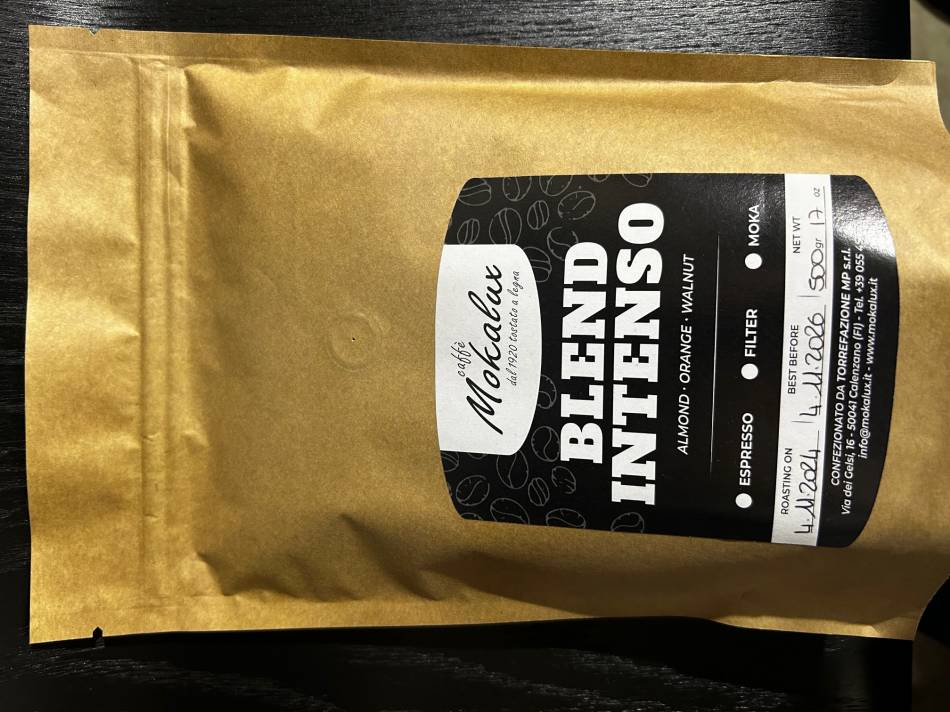 caffè
Mokalux
dal 1920 tostato a legna
BLEND
INTENSO
ALMOND · ORANGE · WALNUT
ESPRESSO FILTER MOKA
ROASTING ON BEST BEFORE NET WT
4.11.2024 4.11.2026 500 gr 17 oz
CONFEZIONATO DA TORREFAZIONE MP s.r.l.
Via dei Gelsi, 16 - 50041 Calenzano (FI) - Tel. +39 055
info@mokalux.it - www.mokalux.it